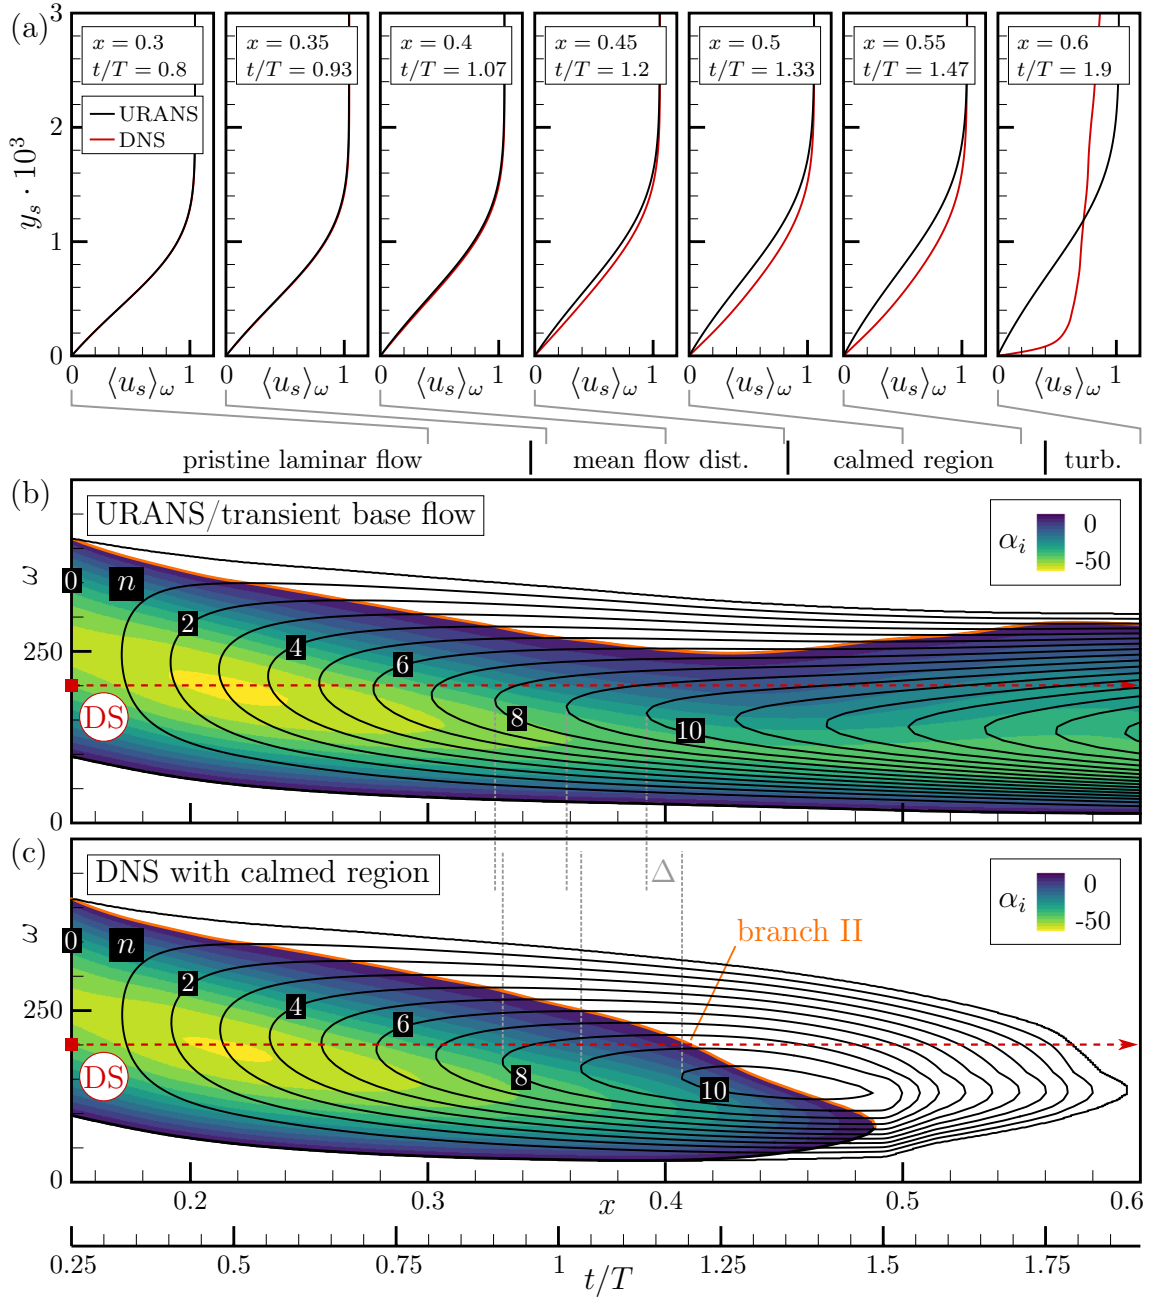 (a)
3
2
1
0
y_s · 10³
x = 0.3
t/T = 0.8
URANS
DNS
x = 0.35
t/T = 0.93
x = 0.4
t/T = 1.07
x = 0.45
t/T = 1.2
x = 0.5
t/T = 1.33
x = 0.55
t/T = 1.47
x = 0.6
t/T = 1.9
0 ⟨u_s⟩_ω 1
0 ⟨u_s⟩_ω 1
0 ⟨u_s⟩_ω 1
0 ⟨u_s⟩_ω 1
0 ⟨u_s⟩_ω 1
0 ⟨u_s⟩_ω 1
0 ⟨u_s⟩_ω 1
pristine laminar flow
mean flow dist.
calmed region
turb.
(b)
URANS/transient base flow
α_i
0
-50
ω
250
0
0
n
2
4
6
8
10
DS
(c)
DNS with calmed region
Δ
α_i
0
-50
branch II
ω
250
0
0
n
2
4
6
8
10
DS
0.2 0.3 0.4 0.5 0.6
x
0.25 0.5 0.75 1 1.25 1.5 1.75
t/T